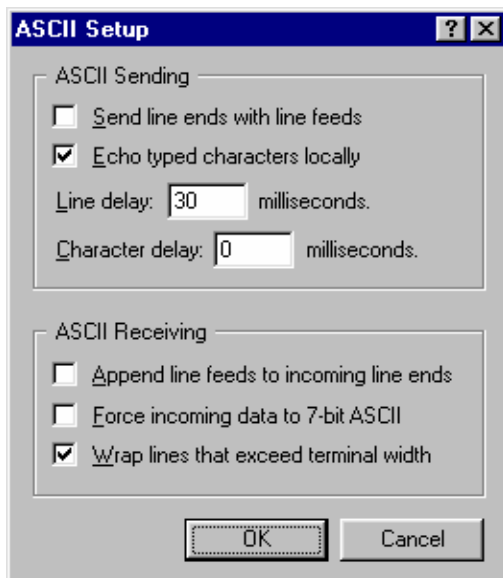 ASCII Setup
ASCII Sending
Send line ends with line feeds
Echo typed characters locally
Line delay: 30 milliseconds.
Character delay: 0 milliseconds.
ASCII Receiving
Append line feeds to incoming line ends
Force incoming data to 7-bit ASCII
Wrap lines that exceed terminal width
OK Cancel